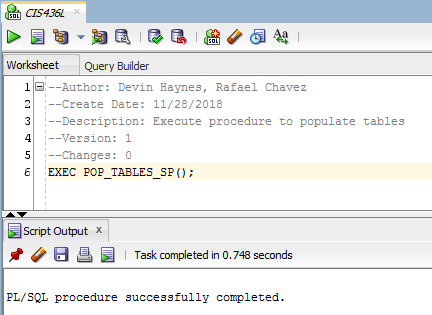 CIS436L
SQL
Aa
Worksheet Query Builder
1 --Author: Devin Haynes, Rafael Chavez
2 --Create Date: 11/28/2018
3 --Description: Execute procedure to populate tables
4 --Version: 1
5 --Changes: 0
6 EXEC POP_TABLES_SP();
Script Output x
Task completed in 0.748 seconds
PL/SQL procedure successfully completed.